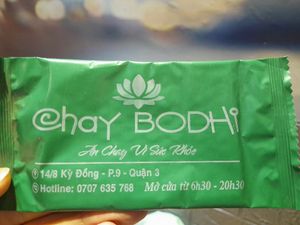 Chay BODHi
Ăn Chay Vì Sức Khỏe
14/8 Kỳ Đồng - P.9 - Quận 3
Hotline: 0707 635 768 Mở cửa từ 6h30 - 20h30